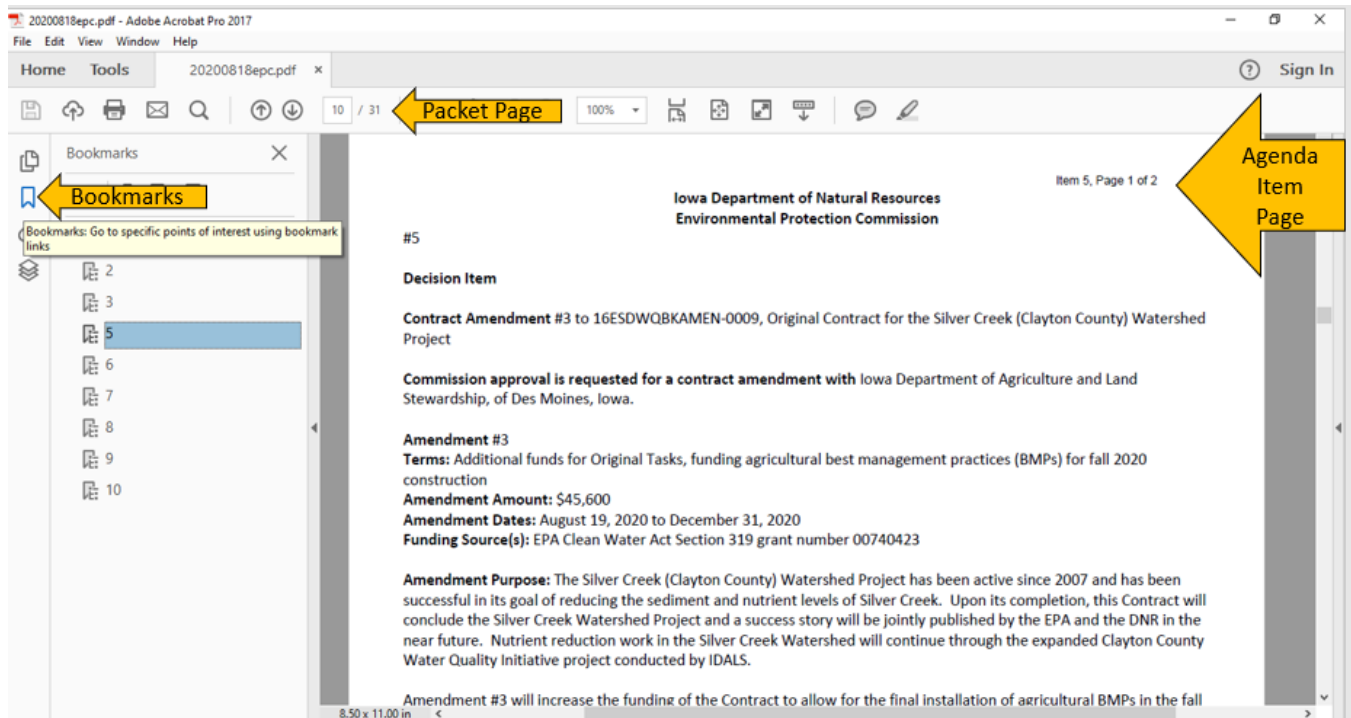 20200818epc.pdf - Adobe Acrobat Pro 2017
File Edit View Window Help
Home Tools 20200818epc.pdf × Sign In
10 / 31 Packet Page 100%
Bookmarks
Bookmarks
Bookmarks: Go to specific points of interest using bookmark
links
2
3
5
6
7
8
9
10
Agenda
Item
Page
Item 5, Page 1 of 2
Iowa Department of Natural Resources
Environmental Protection Commission
#5
Decision Item
Contract Amendment #3 to 16ESDWQBKAMEN-0009, Original Contract for the Silver Creek (Clayton County) Watershed
Project
Commission approval is requested for a contract amendment with Iowa Department of Agriculture and Land
Stewardship, of Des Moines, Iowa.
Amendment #3
Terms: Additional funds for Original Tasks, funding agricultural best management practices (BMPs) for fall 2020
construction
Amendment Amount: $45,600
Amendment Dates: August 19, 2020 to December 31, 2020
Funding Source(s): EPA Clean Water Act Section 319 grant number 00740423
Amendment Purpose: The Silver Creek (Clayton County) Watershed Project has been active since 2007 and has been
successful in its goal of reducing the sediment and nutrient levels of Silver Creek. Upon its completion, this Contract will
conclude the Silver Creek Watershed Project and a success story will be jointly published by the EPA and the DNR in the
near future. Nutrient reduction work in the Silver Creek Watershed will continue through the expanded Clayton County
Water Quality Initiative project conducted by IDALS.
Amendment #3 will increase the funding of the Contract to allow for the final installation of agricultural BMPs in the fall
8.50 x 11.00 in